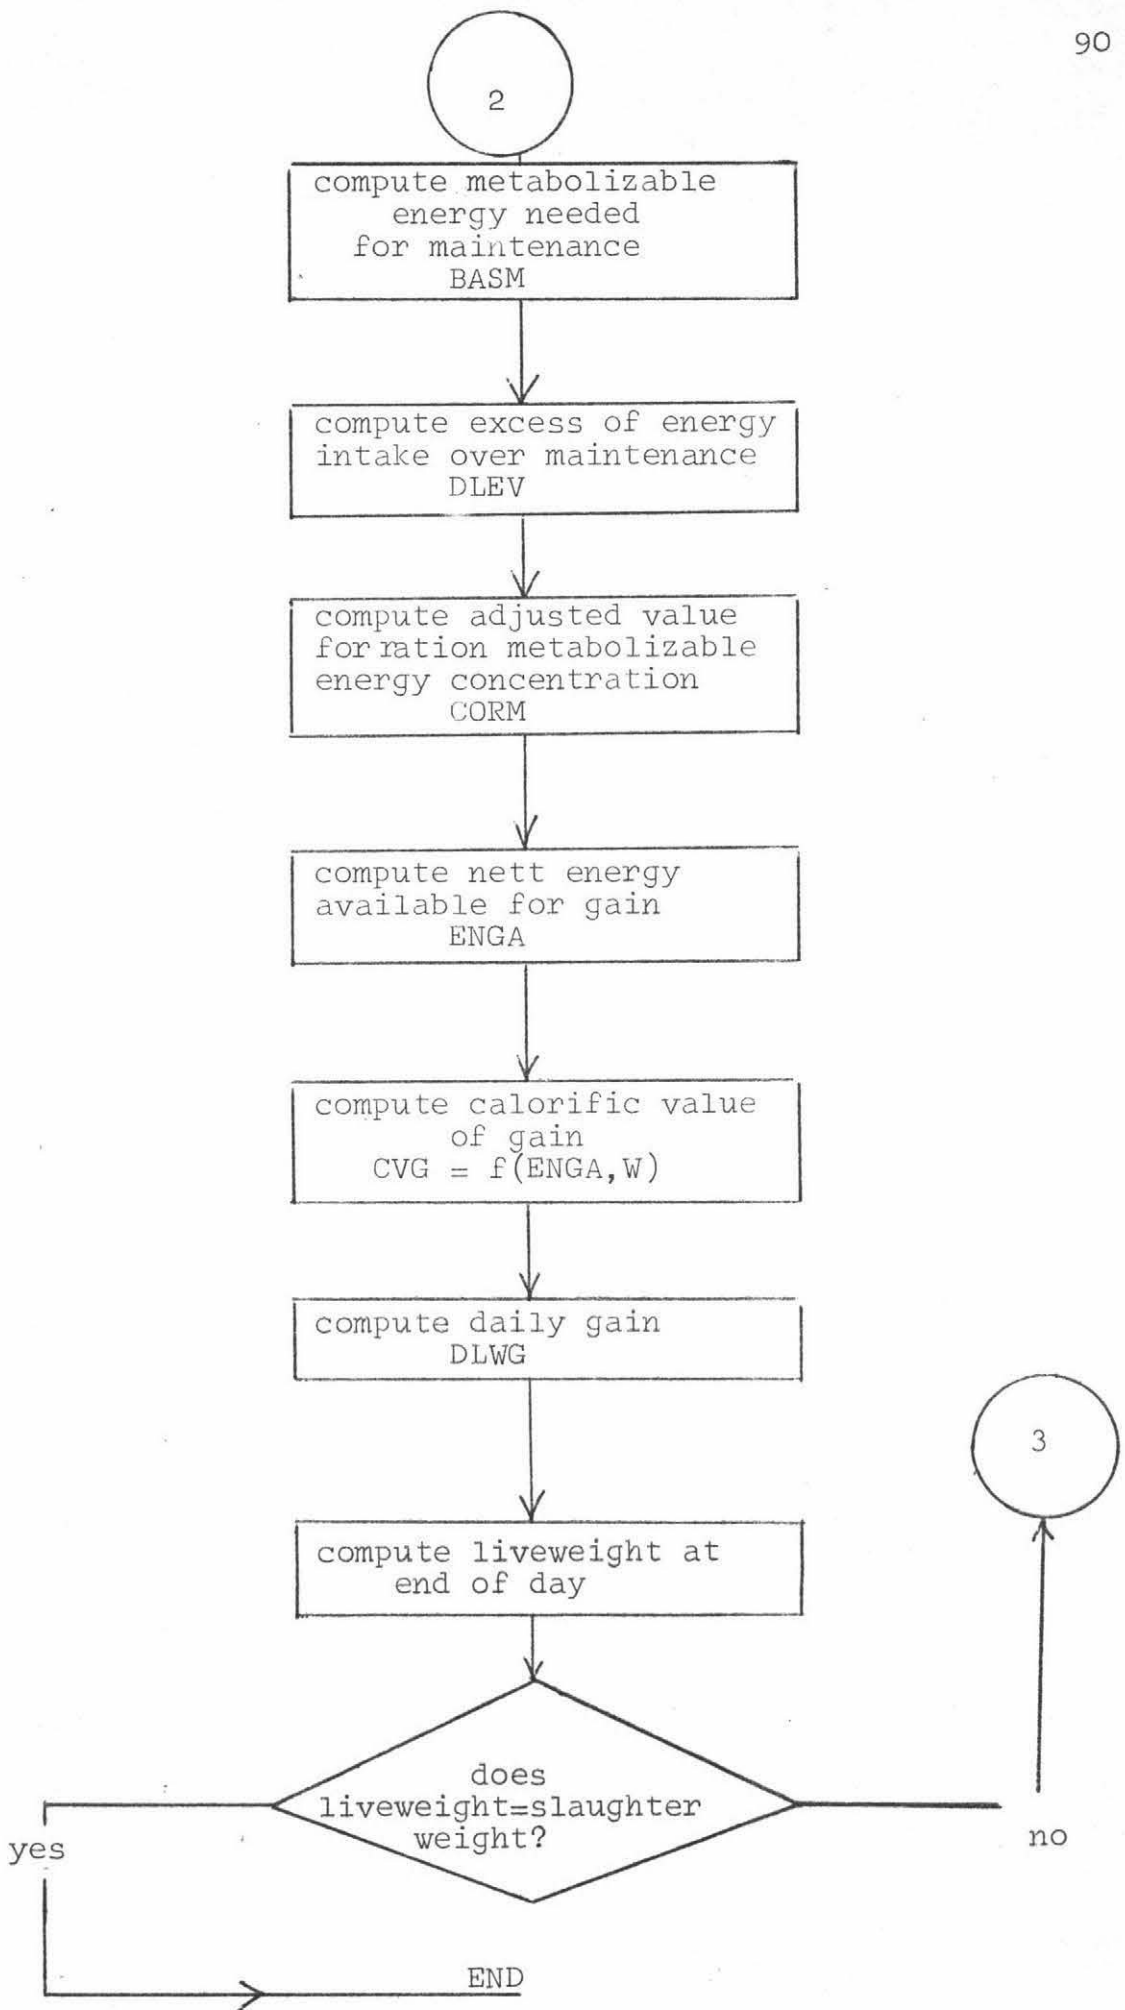 90
2
compute metabolizable
energy needed
for maintenance
BASM
compute excess of energy
intake over maintenance
DLEV
compute adjusted value
for ration metabolizable
energy concentration
CORM
compute nett energy
available for gain
ENGA
compute calorific value
of gain
CVG = f(ENGA,W)
compute daily gain
DLWG
3
compute liveweight at
end of day
does
liveweight=slaughter
weight?
yes
no
END